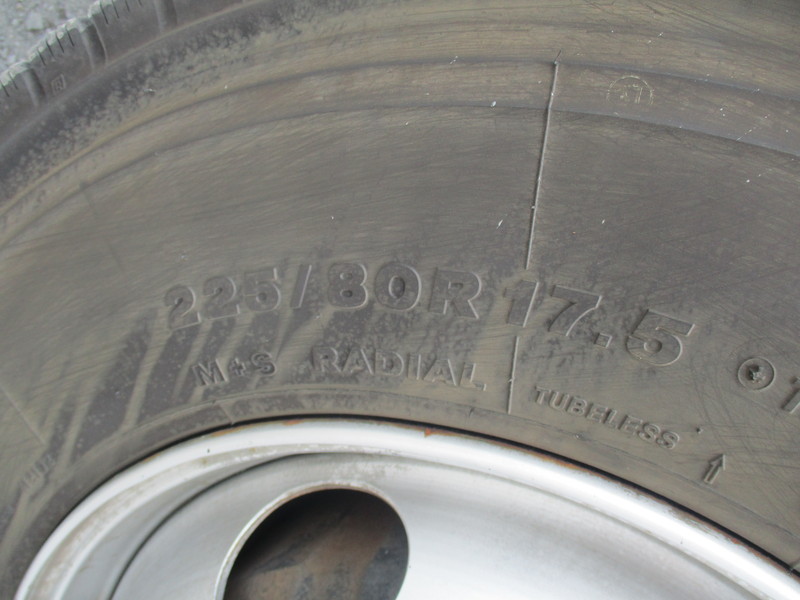 225/80R 17.5
M+S RADIAL
TUBELESS ↑